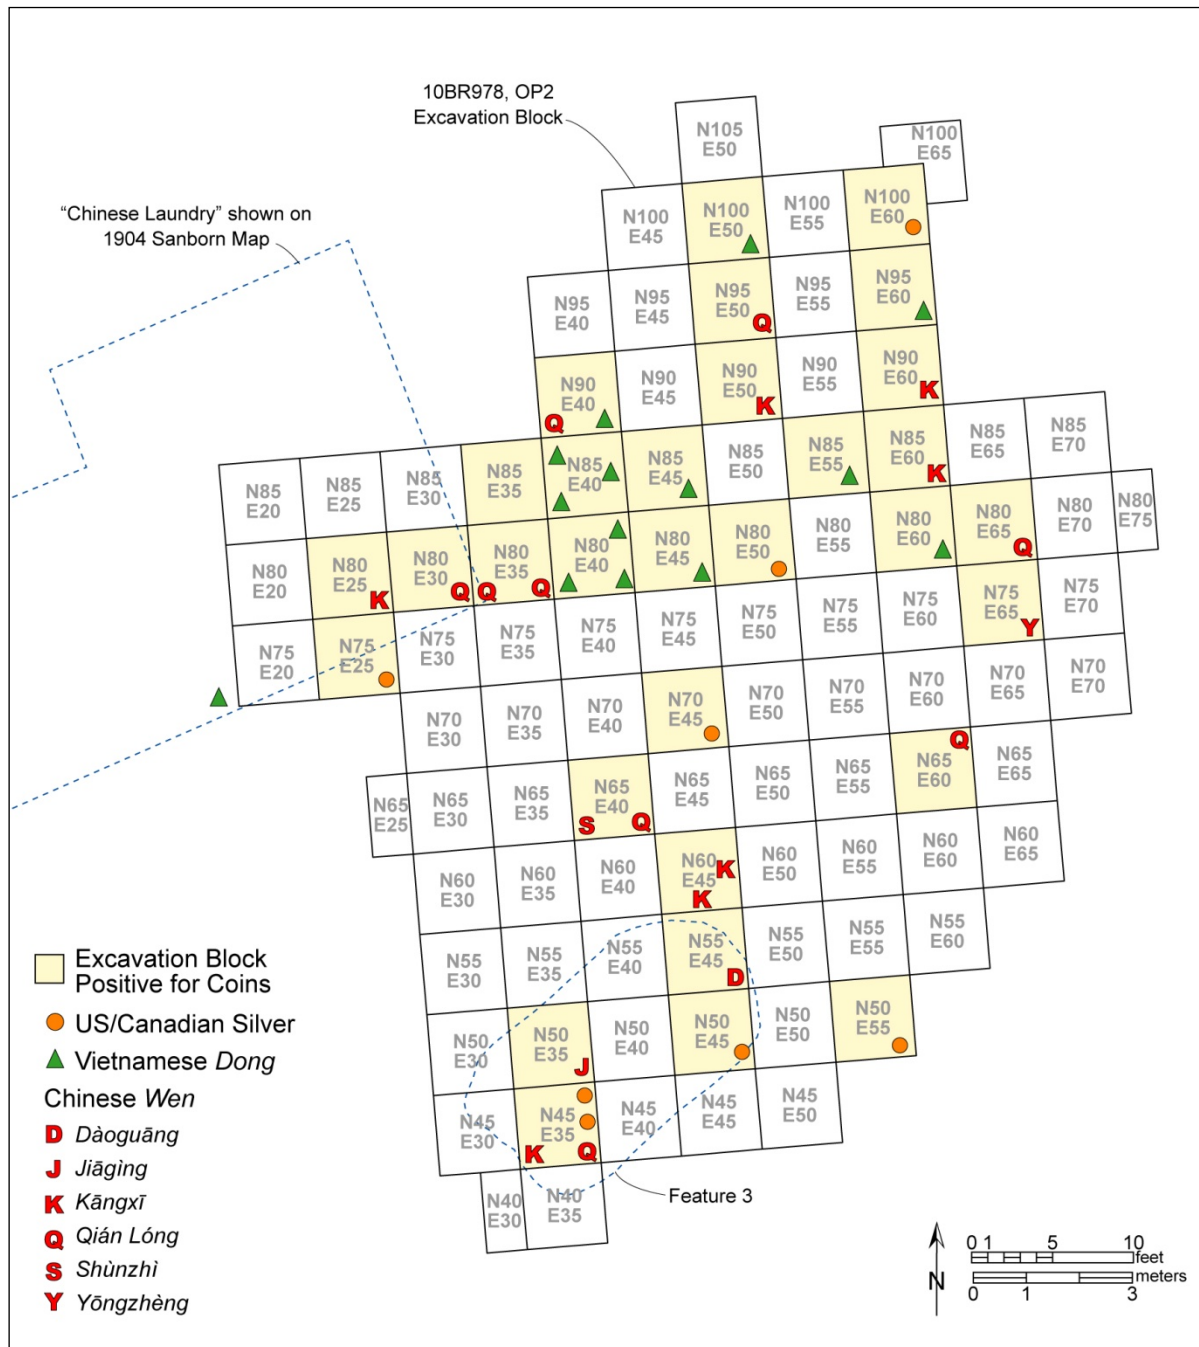 10BR978, OP2
Excavation Block
“Chinese Laundry” shown on
1904 Sanborn Map
N105
E50
N100
E65
N100
E45
N100
E50
N100
E55
N100
E60
N95
E40
N95
E45
N95
E50
Q
N95
E55
N95
E60
N90
E40
Q
N90
E45
N90
E50
K
N90
E55
N90
E60
K
N85
E20
N85
E25
N85
E30
N85
E35
N85
E40
N85
E45
N85
E50
N85
E55
N85
E60
K
N85
E65
N85
E70
N80
E20
N80
E25
K
N80
E30
Q
N80
E35
Q
Q
N80
E40
N80
E45
N80
E50
N80
E55
N80
E60
N80
E65
Q
N80
E70
N80
E75
N75
E20
N75
E25
N75
E30
N75
E35
N75
E40
N75
E45
N75
E50
N75
E55
N75
E60
N75
E65
Y
N75
E70
N70
E30
N70
E35
N70
E40
N70
E45
N70
E50
N70
E55
N70
E60
N70
E65
N70
E70
N65
E25
N65
E30
N65
E35
N65
E40
S
Q
N65
E45
N65
E50
N65
E55
Q
N65
E60
N65
E65
N60
E30
N60
E35
N60
E40
N60
E45
K
K
N60
E50
N60
E55
N60
E60
N60
E65
N55
E30
N55
E35
N55
E40
N55
E45
D
N55
E50
N55
E55
N55
E60
N50
E30
N50
E35
J
N50
E40
N50
E45
N50
E50
N50
E55
N45
E30
N45
E35
K
Q
N45
E40
N45
E45
N45
E50
N40
E30
N40
E35
Feature 3
Excavation Block
Positive for Coins
US/Canadian Silver
Vietnamese Dong
Chinese Wen
D Dàoguāng
J Jiāgìng
K Kāngxī
Q Qián Lóng
S Shùnzhì
Y Yōngzhèng
N
0 1 5 10
feet
meters
0 1 3